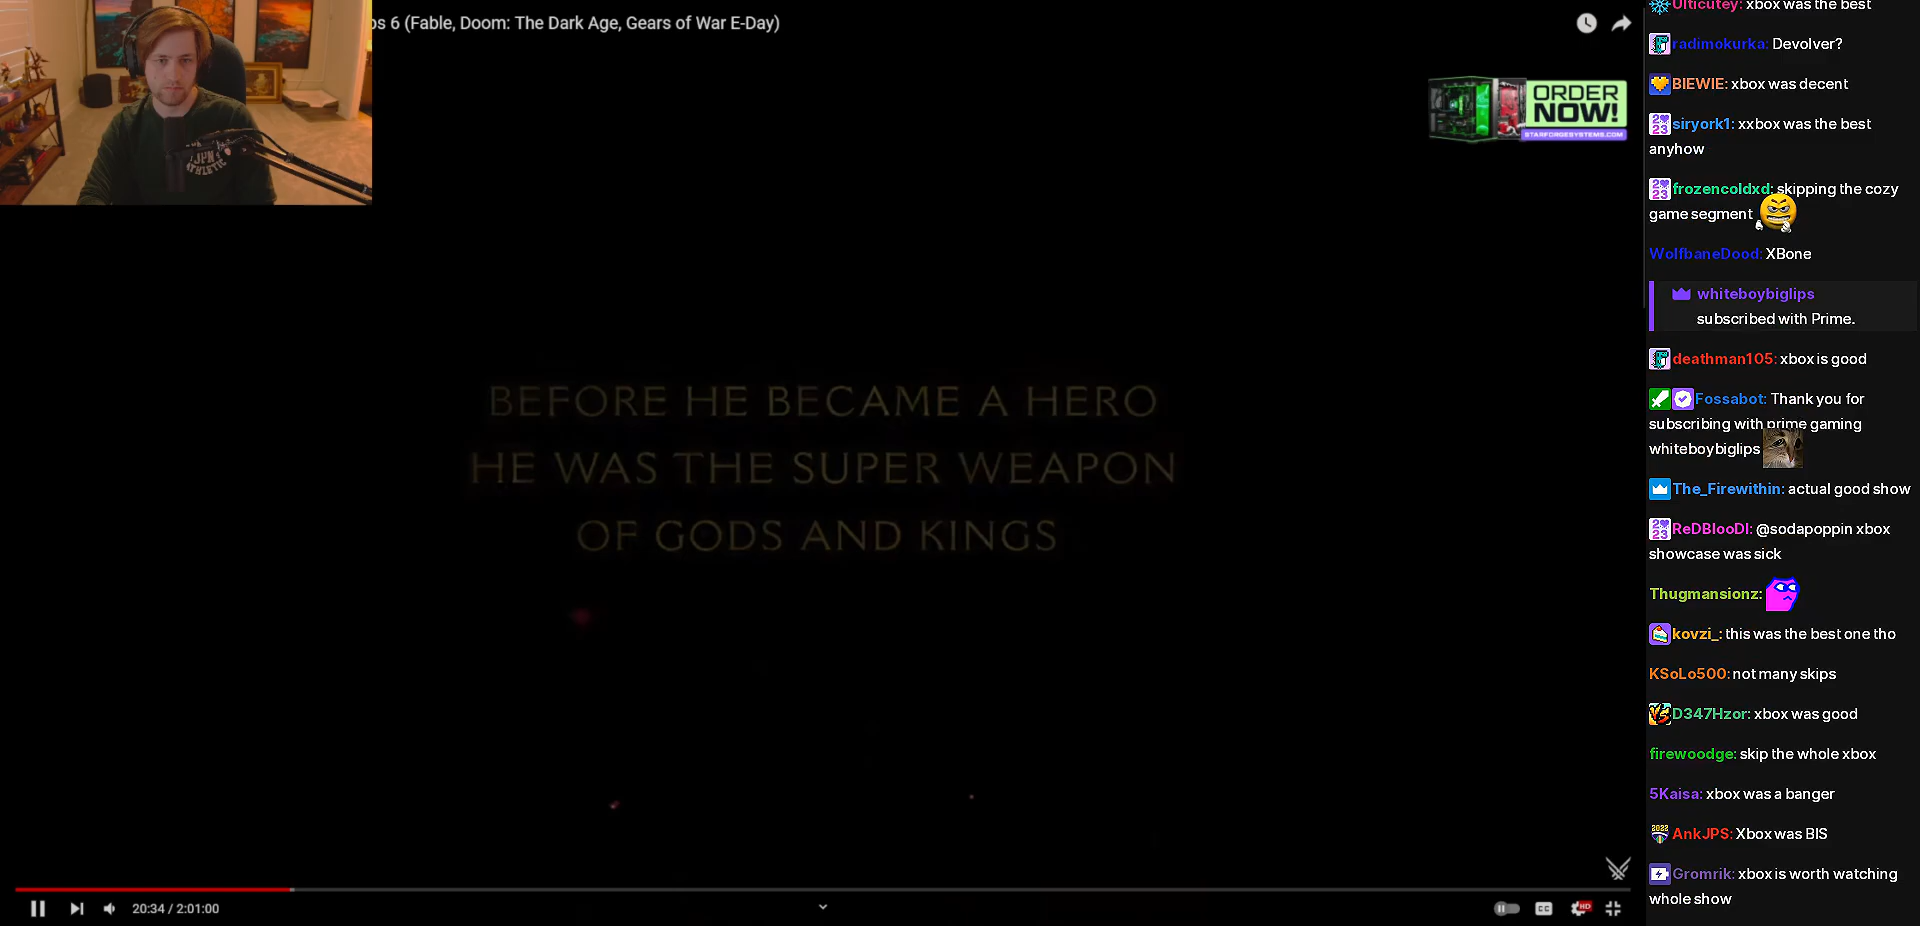 os 6 (Fable, Doom: The Dark Age, Gears of War E-Day)
ORDER
NOW!
STARFORGESYSTEMS.COM
JPN
ATHLETIC
BEFORE HE BECAME A HERO
HE WAS THE SUPER WEAPON
OF GODS AND KINGS
20:34 / 2:01:00
CC
HD
Ulticutey: xbox was the best
radimokurka: Devolver?
BIEWIE: xbox was decent
siryork1: xxbox was the best
anyhow
frozencoldxd: skipping the cozy
game segment
WolfbaneDood: XBone
whiteboybiglips
subscribed with Prime.
deathman105: xbox is good
Fossabot: Thank you for
subscribing with prime gaming
whiteboybiglips
The_Firewithin: actual good show
ReDBlooDl: @sodapoppin xbox
showcase was sick
Thugmansionz:
kovzi_: this was the best one tho
KSoLo500: not many skips
D347Hzor: xbox was good
firewoodge: skip the whole xbox
5Kaisa: xbox was a banger
AnkJPS: Xbox was BIS
Gromrik: xbox is worth watching
whole show